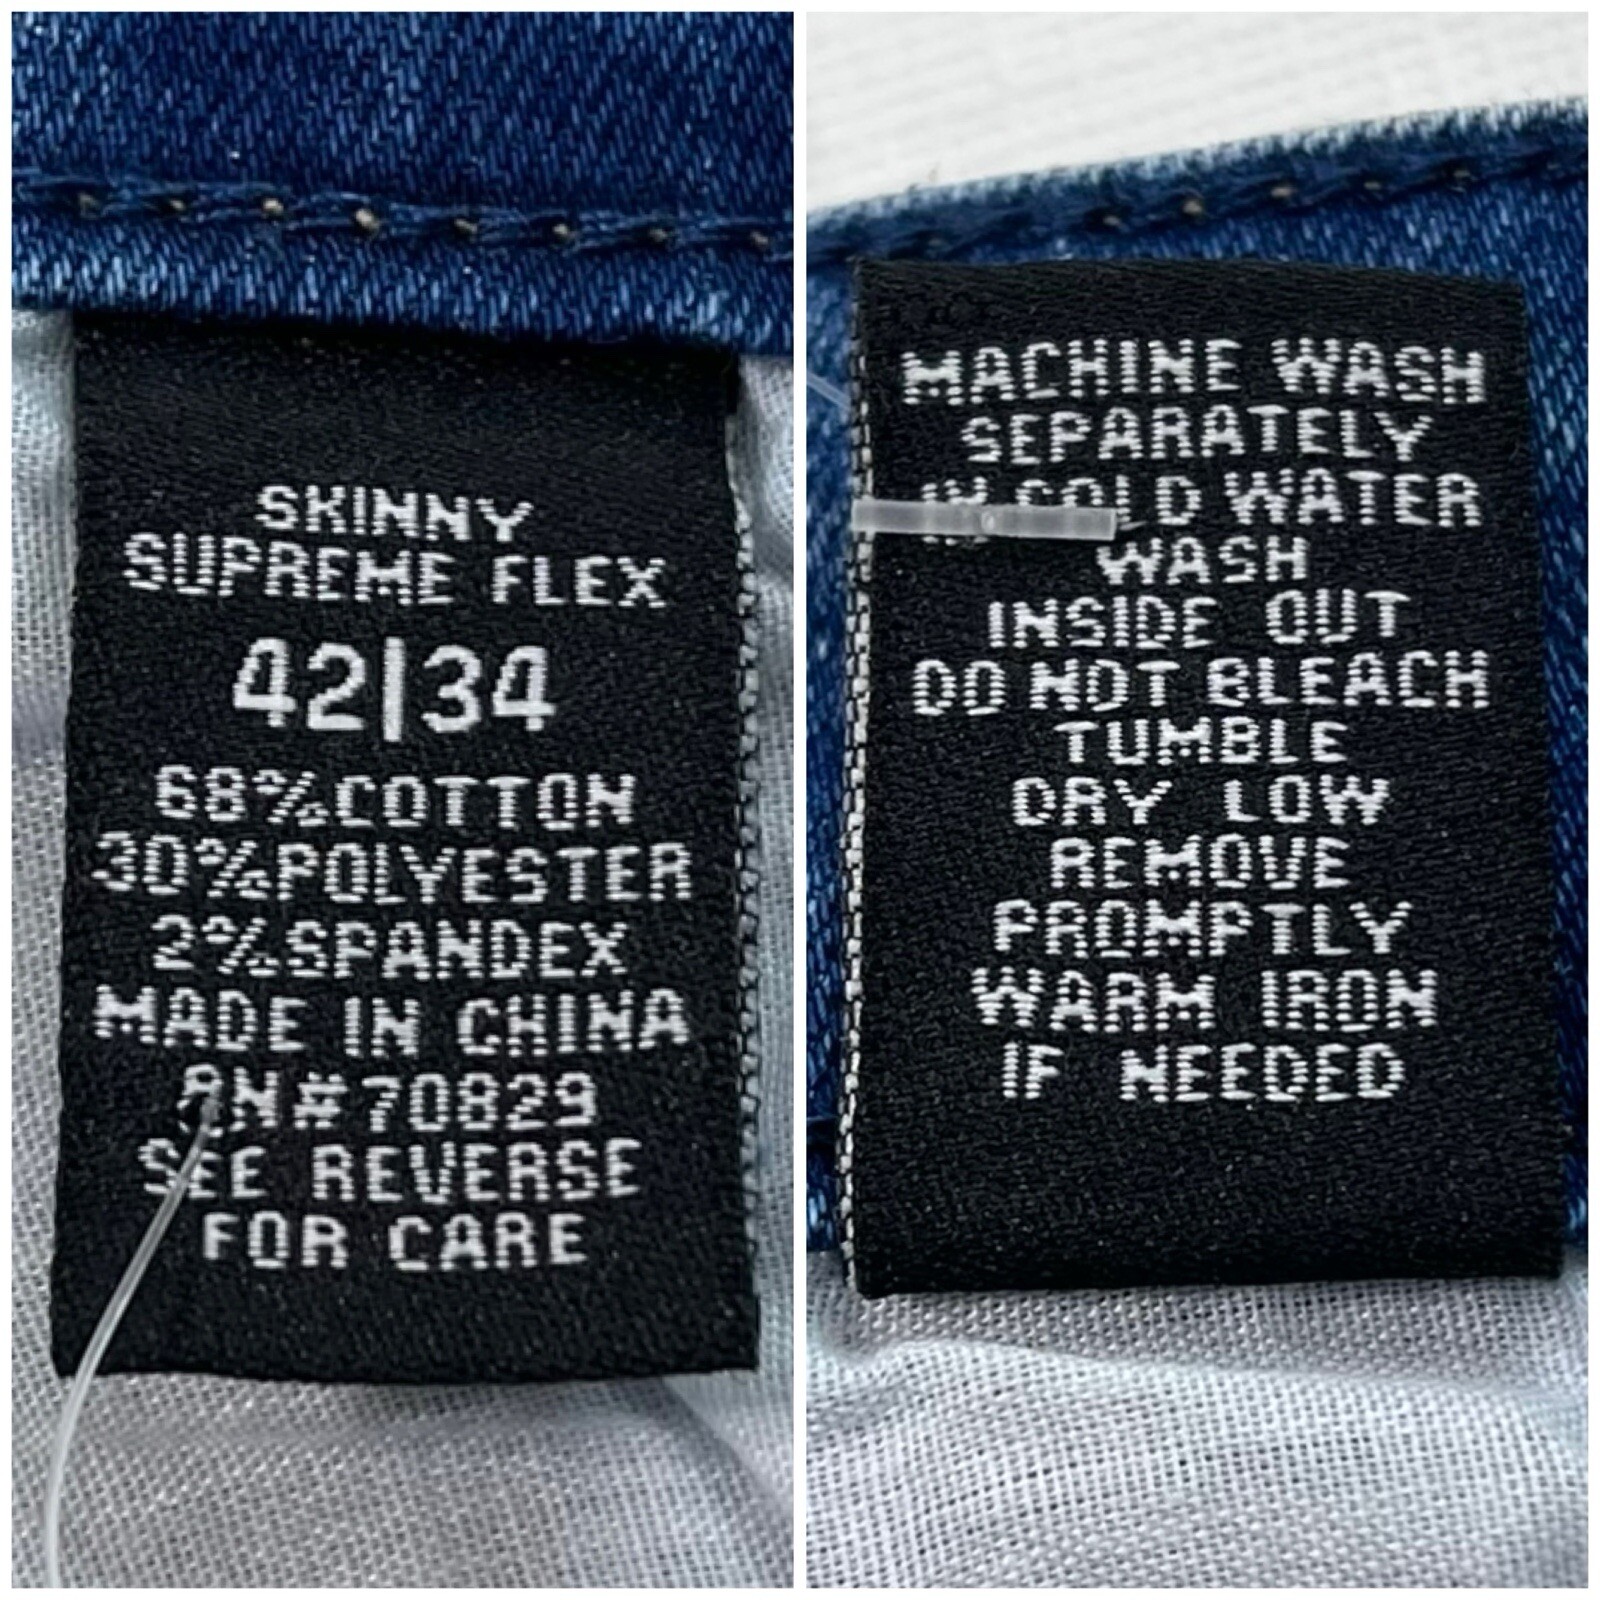 SKINNY
SUPREME FLEX
42|34
68%COTTON
30%POLYESTER
2%SPANDEX
MADE IN CHINA
RN#70829
SEE REVERSE
FOR CARE
MACHINE WASH
SEPARATELY
IN COLD WATER
WASH
INSIDE OUT
DO NOT BLEACH
TUMBLE
DRY LOW
REMOVE
PROMPTLY
WARM IRON
IF NEEDED